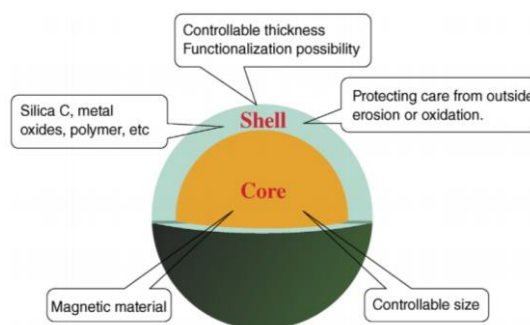 Controllable thickness
Functionalization possibility
Silica C, metal
oxides, polymer, etc
Protecting care from outside
erosion or oxidation.
Shell
Core
Magnetic material
Controllable size